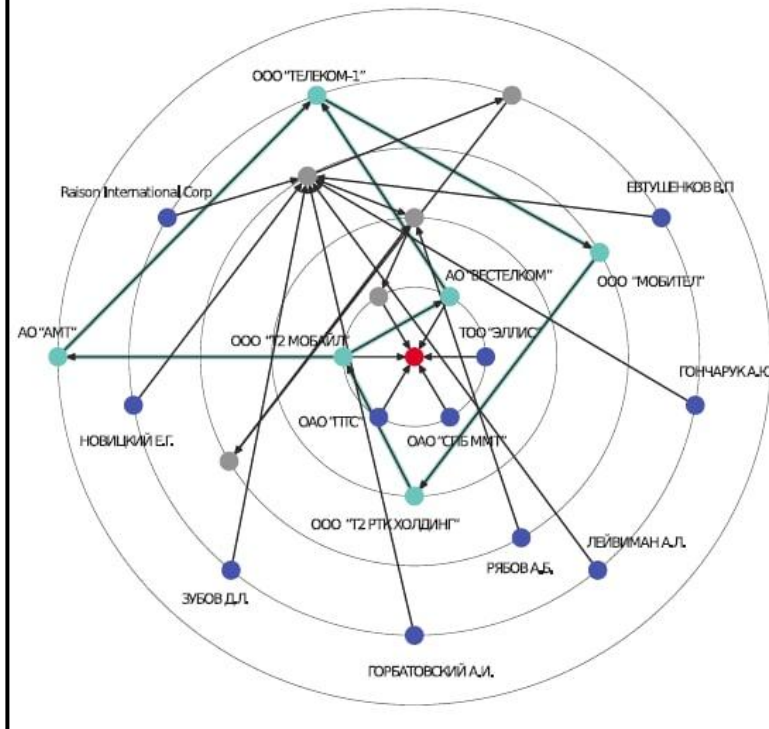 ООО "ТЕЛЕКОМ-1"
Raison International Corp
ЕВТУШЕНКОВ В.П
АО "ВЕСТЕЛКОМ"
ООО "МОБИТЕЛ"
АО "АМТ"
ООО "Т2 МОБАЙЛ"
ТОО "ЭЛЛИС"
ГОНЧАРУК А.Ю
ОАО "ПТС"
НОВИЦКИЙ Е.Г.
ОАО "СПБ ММТ"
ООО "Т2 РТК ХОЛДИНГ"
ЛЕЙВИМАН А.Л.
РЯБОВ А.Б.
ЗУБОВ Д.Л.
ГОРБАТОВСКИЙ А.И.